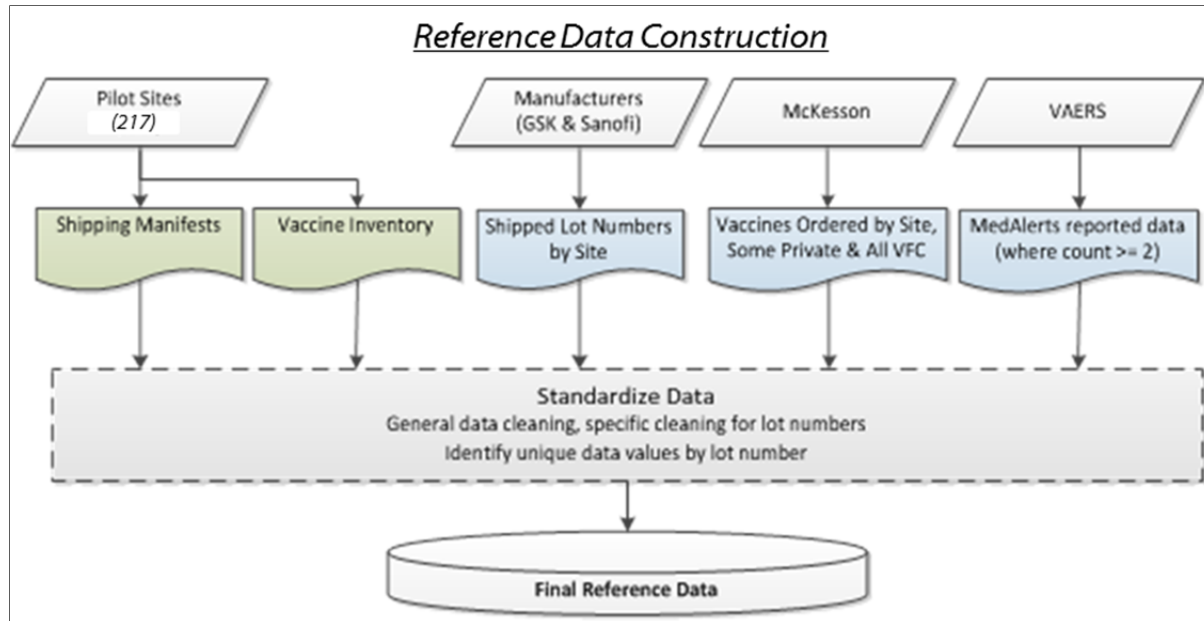 Reference Data Construction
Pilot Sites
(217)
Manufacturers
(GSK & Sanofi)
McKesson
VAERS
Shipping Manifests
Vaccine Inventory
Shipped Lot Numbers
by Site
Vaccines Ordered by Site,
Some Private & All VFC
MedAlerts reported data
(where count >= 2)
Standardize Data
General data cleaning, specific cleaning for lot numbers
Identify unique data values by lot number
Final Reference Data